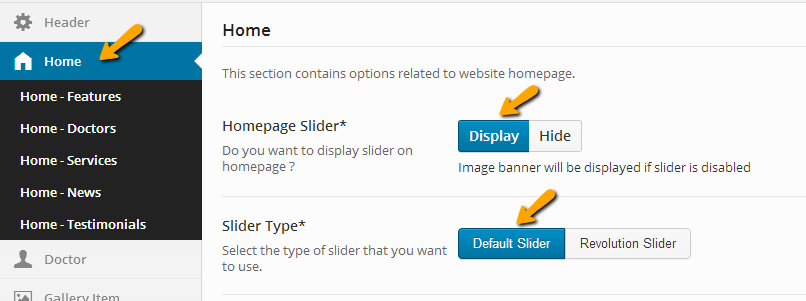 Header
Home
Home - Features
Home - Doctors
Home - Services
Home - News
Home - Testimonials
Doctor
Gallery Item
Home
This section contains options related to website homepage.
Homepage Slider*
Do you want to display slider on
homepage ?
Display Hide
Image banner will be displayed if slider is disabled
Slider Type*
Select the type of slider that you want
to use.
Default Slider Revolution Slider